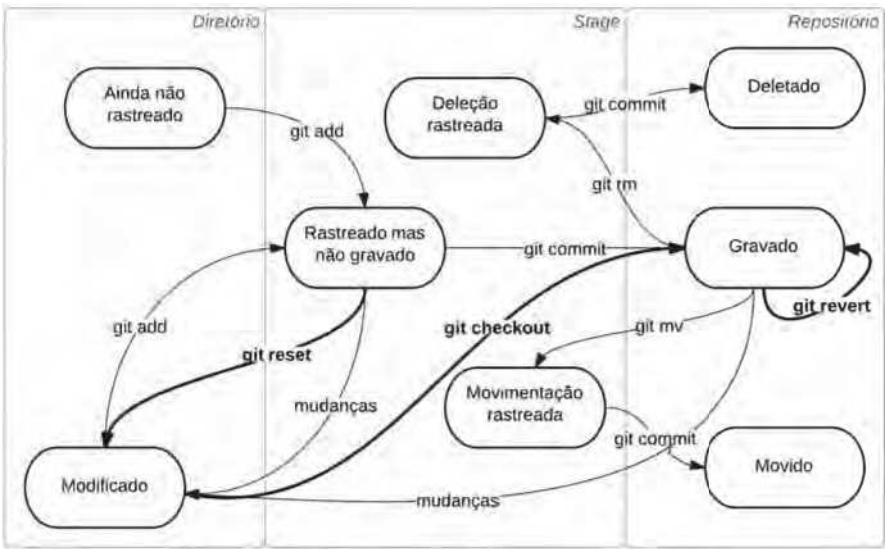 Diretório
Stage
Repositório
Ainda não
rastreado
Deleção
rastreada
Deletado
git commit
git add
git rm
Rastreado mas
não gravado
git commit
Gravado
git add
git reset
git checkout
git mv
git revert
mudanças
Movimentação
rastreada
git commit
Modificado
Movido
mudanças